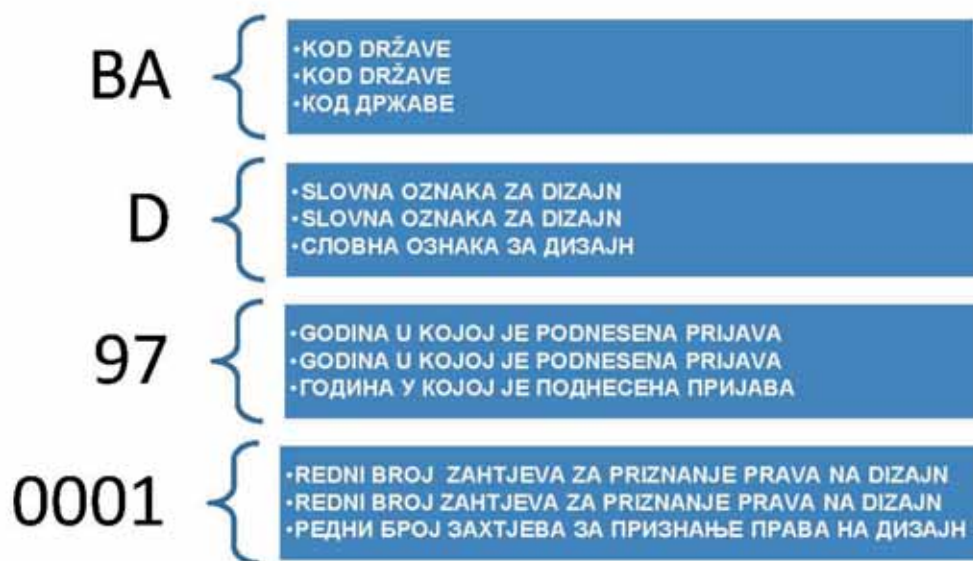 BA
•KOD DRŽAVE
•KOD DRŽAVE
•КОД ДРЖАВЕ
D
•SLOVNA OZNAKA ZA DIZAJN
•SLOVNA OZNAKA ZA DIZAJN
•СЛОВНА ОЗНАКА ЗА ДИЗАЈН
97
•GODINA U KOJOJ JE PODNESENA PRIJAVA
•GODINA U KOJOJ JE PODNESENA PRIJAVA
•ГОДИНА У КОЈОЈ ЈЕ ПОДНЕСЕНА ПРИЈАВА
0001
•REDNI BROJ ZAHTJEVA ZA PRIZNANJE PRAVA NA DIZAJN
•REDNI BROJ ZAHTJEVA ZA PRIZNANJE PRAVA NA DIZAJN
•РЕДНИ БРОЈ ЗАХТЈЕВА ЗА ПРИЗНАЊЕ ПРАВА НА ДИЗАЈН